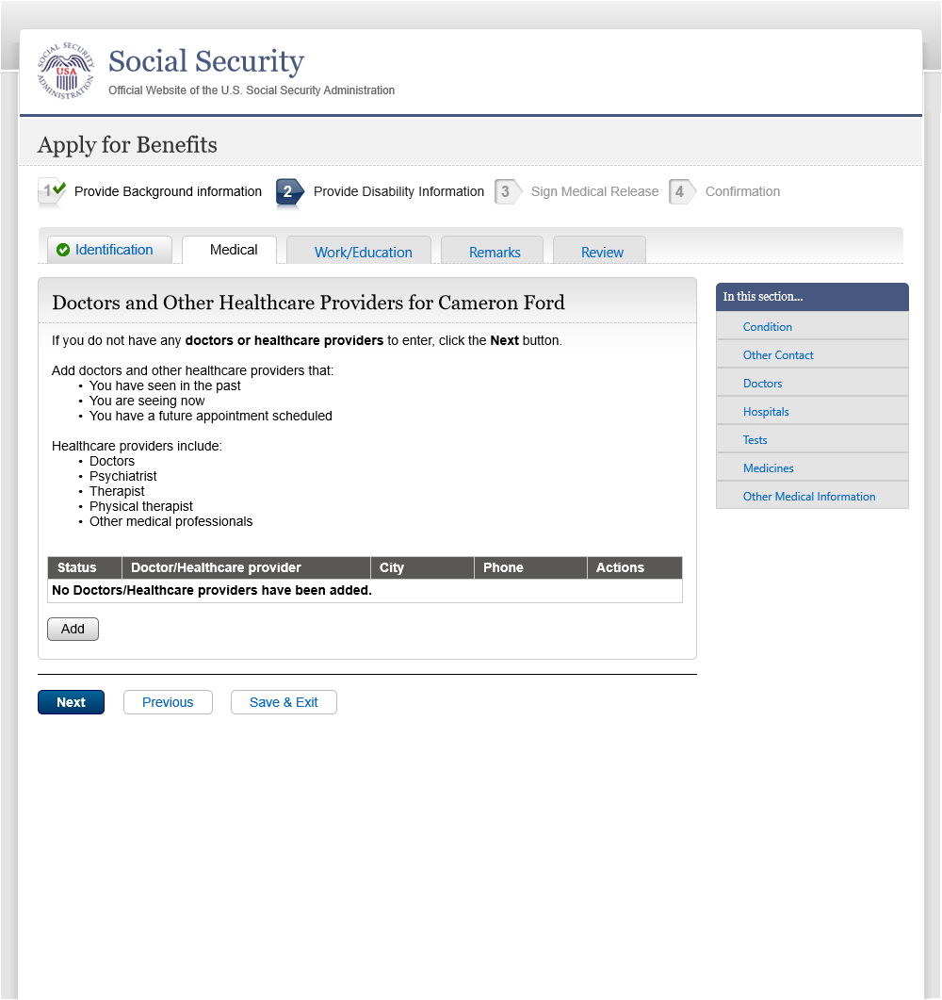 SOCIAL SECURITY
USA
ADMINISTRATION
Social Security
Official Website of the U.S. Social Security Administration
Apply for Benefits
1 Provide Background information 2 Provide Disability Information 3 Sign Medical Release 4 Confirmation
Identification Medical Work/Education Remarks Review
Doctors and Other Healthcare Providers for Cameron Ford
If you do not have any doctors or healthcare providers to enter, click the Next button.
Add doctors and other healthcare providers that:
• You have seen in the past
• You are seeing now
• You have a future appointment scheduled
Healthcare providers include:
• Doctors
• Psychiatrist
• Therapist
• Physical therapist
• Other medical professionals
Status Doctor/Healthcare provider City Phone Actions
No Doctors/Healthcare providers have been added.
Add
Next Previous Save & Exit
In this section...
Condition
Other Contact
Doctors
Hospitals
Tests
Medicines
Other Medical Information